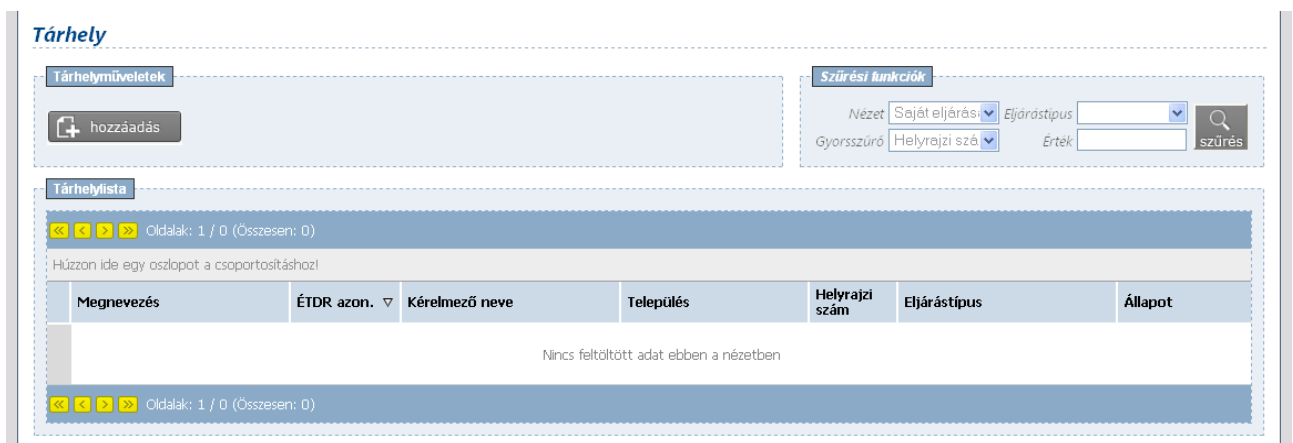 Tárhely
Tárhelyműveletek
hozzáadás
Szűrési funkciók
Nézet Saját eljárás Eljárástípus
Gyorsszűrő Helyrajzi szá Érték
szűrés
Tárhelylista
Oldalak: 1 / 0 (Összesen: 0)
Húzzon ide egy oszlopot a csoportosításhoz!
Megnevezés ÉTDR azon. Kérelmező neve Település Helyrajzi szám Eljárástípus Állapot
Nincs feltöltött adat ebben a nézetben
Oldalak: 1 / 0 (Összesen: 0)